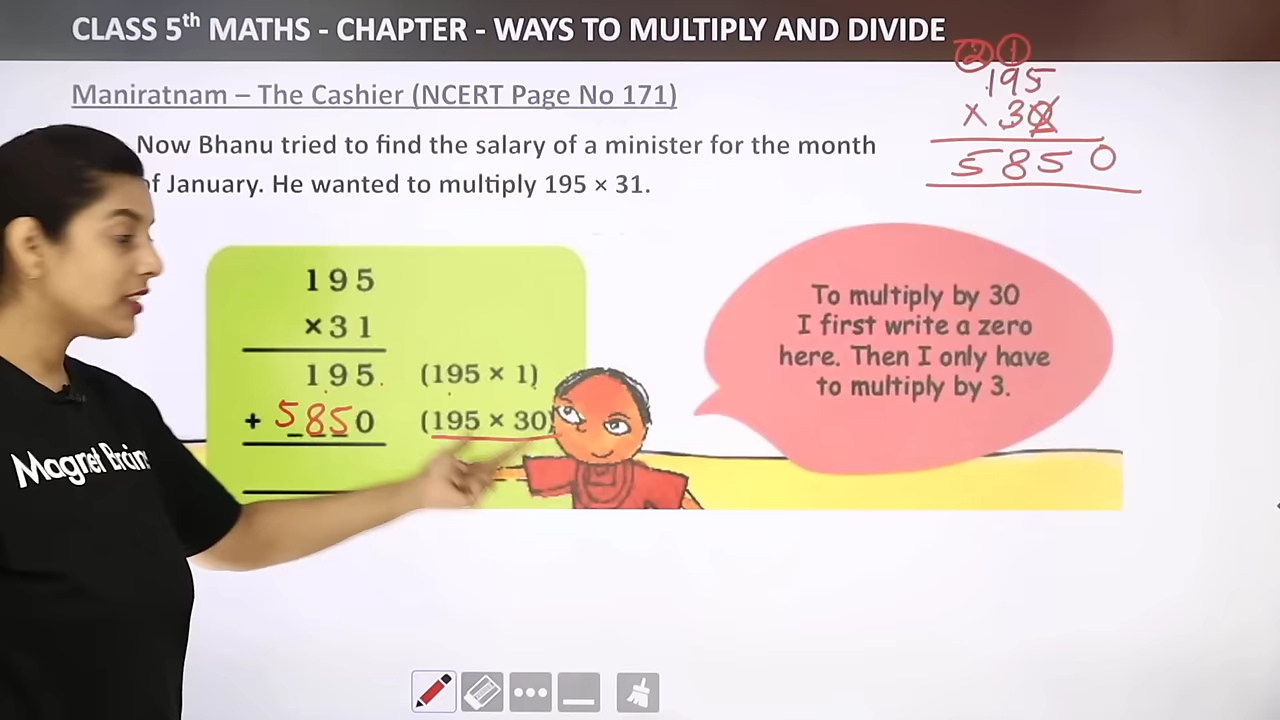 CLASS 5th MATHS - CHAPTER - WAYS TO MULTIPLY AND DIVIDE
Maniratnam – The Cashier (NCERT Page No 171)
Now Bhanu tried to find the salary of a minister for the month
of January. He wanted to multiply 195 × 31.
2 1
195
× 30
5850
195
×31
195 (195 × 1)
+ 5850 (195 × 30)
To multiply by 30
I first write a zero
here. Then I only have
to multiply by 3.
Magnet Brains